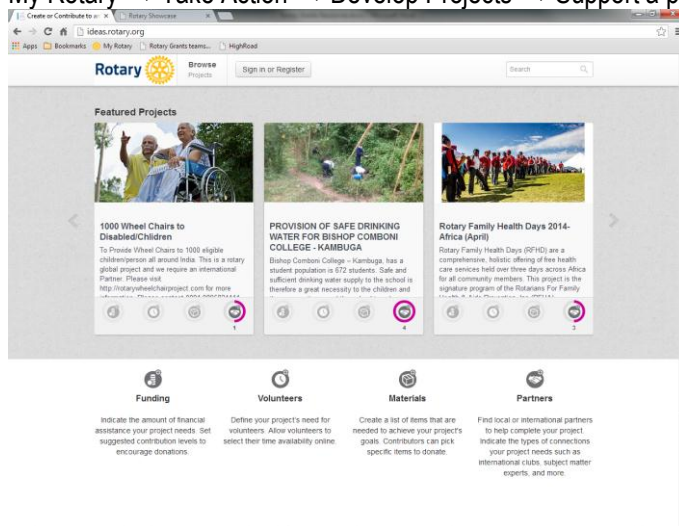 My Rotary → Take Action → Develop Projects → Support a p
Create or Contribute to a
Rotary Showcase
ideas.rotary.org
Apps Bookmarks My Rotary Rotary Grants teams... HighRoad
Rotary
Browse
Projects
Sign in or Register
Search
Featured Projects
1000 Wheel Chairs to
Disabled/Children
To Provide Wheel Chairs to 1000 eligible
children/person all around India. This is a rotary
global project and we require an international
Partner. Please visit
http://rotarywheelchairproject.com for more
1
PROVISION OF SAFE DRINKING
WATER FOR BISHOP COMBONI
COLLEGE - KAMBUGA
Bishop Comboni College – Kambuga, has a
student population is 672 students. Safe and
sufficient drinking water supply to the school is
therefore a great necessity to the children and
4
Rotary Family Health Days 2014-
Africa (April)
Rotary Family Health Days (RFHD) are a
comprehensive, holistic offering of free health
care services held over three days across Africa
for all community members. This project is the
signature program of the Rotarians For Family
3
Funding
Indicate the amount of financial
assistance your project needs. Set
suggested contribution levels to
encourage donations.
Volunteers
Define your project's need for
volunteers. Allow volunteers to
select their time availability online.
Materials
Create a list of items that are
needed to achieve your project's
goals. Contributors can pick
specific items to donate.
Partners
Find local or international partners
to help complete your project.
Indicate the types of connections
your project needs such as
international clubs, subject matter
experts, and more.